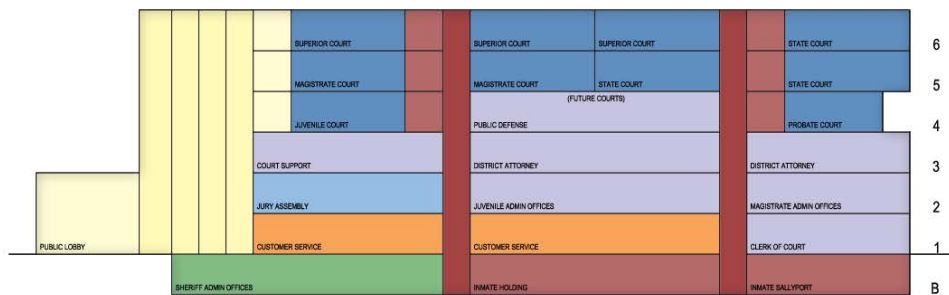 SUPERIOR COURT SUPERIOR COURT SUPERIOR COURT STATE COURT 6
MAGISTRATE COURT MAGISTRATE COURT STATE COURT STATE COURT 5
(FUTURE COURTS)
JUVENILE COURT PUBLIC DEFENSE PROBATE COURT 4
COURT SUPPORT DISTRICT ATTORNEY DISTRICT ATTORNEY 3
JURY ASSEMBLY JUVENILE ADMIN OFFICES MAGISTRATE ADMIN OFFICES 2
PUBLIC LOBBY CUSTOMER SERVICE CUSTOMER SERVICE CLERK OF COURT 1
SHERIFF ADMIN OFFICES INMATE HOLDING INMATE SALLYPORT B